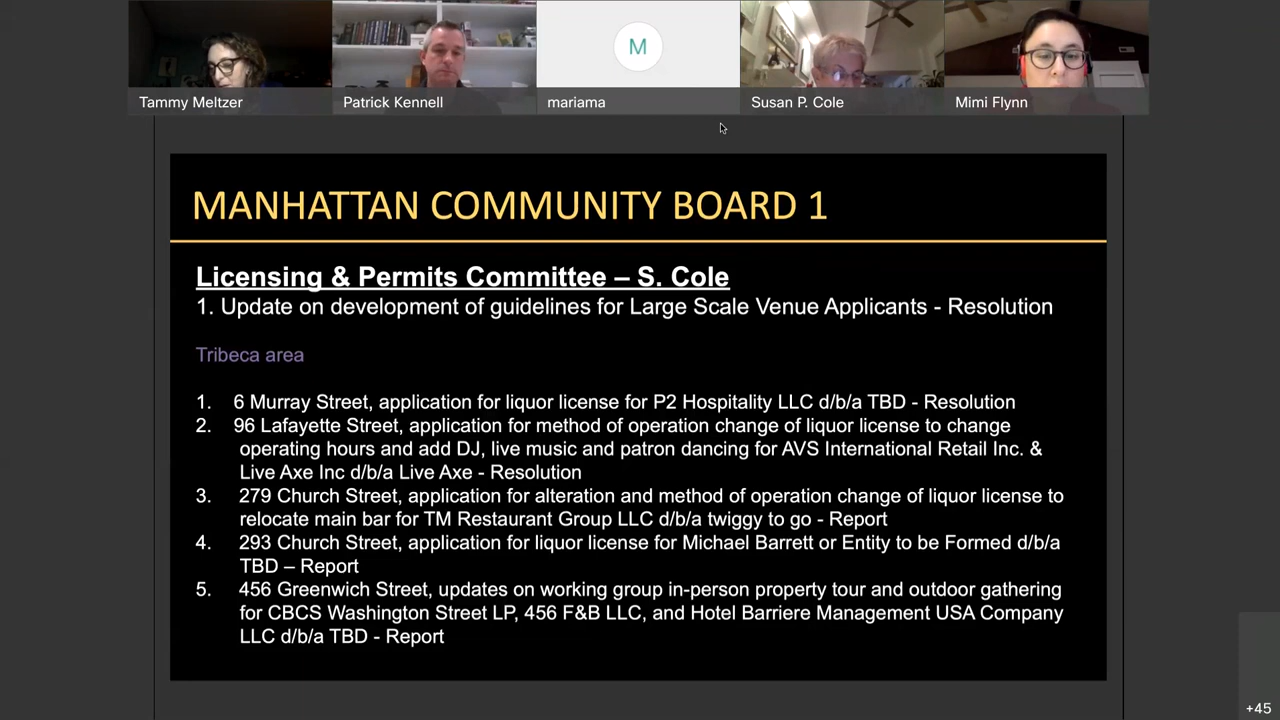 M
Tammy Meltzer
Patrick Kennell
mariama
Susan P. Cole
Mimi Flynn
MANHATTAN COMMUNITY BOARD 1
Licensing & Permits Committee – S. Cole
1. Update on development of guidelines for Large Scale Venue Applicants - Resolution
Tribeca area
1. 6 Murray Street, application for liquor license for P2 Hospitality LLC d/b/a TBD - Resolution
2. 96 Lafayette Street, application for method of operation change of liquor license to change
operating hours and add DJ, live music and patron dancing for AVS International Retail Inc. &
Live Axe Inc d/b/a Live Axe - Resolution
3. 279 Church Street, application for alteration and method of operation change of liquor license to
relocate main bar for TM Restaurant Group LLC d/b/a twiggy to go - Report
4. 293 Church Street, application for liquor license for Michael Barrett or Entity to be Formed d/b/a
TBD – Report
5. 456 Greenwich Street, updates on working group in-person property tour and outdoor gathering
for CBCS Washington Street LP, 456 F&B LLC, and Hotel Barriere Management USA Company
LLC d/b/a TBD - Report
+45